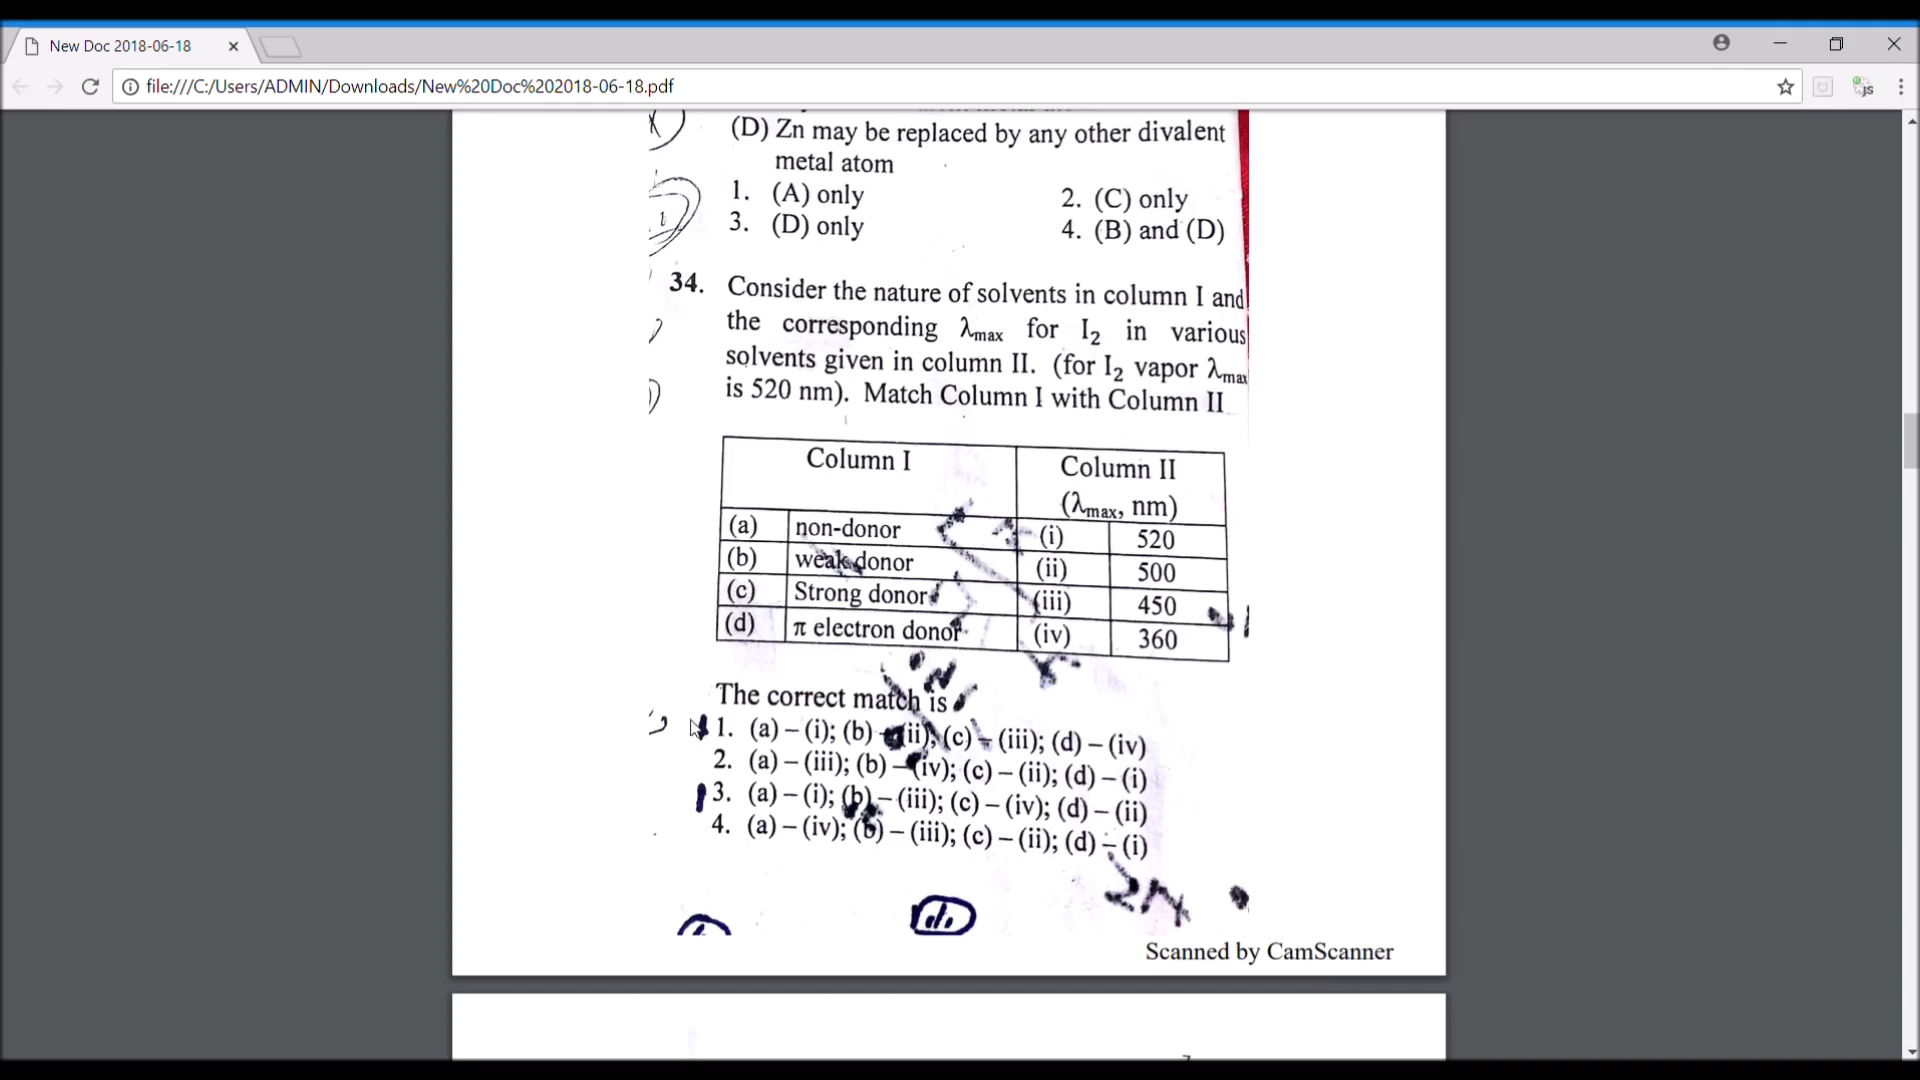 New Doc 2018-06-18
file:///C:/Users/ADMIN/Downloads/New%20Doc%202018-06-18.pdf
(D) Zn may be replaced by any other divalent
metal atom
1. (A) only 2. (C) only
3. (D) only 4. (B) and (D)
34. Consider the nature of solvents in column I and
the corresponding λmax for I2 in various
solvents given in column II. (for I2 vapor λmax
is 520 nm). Match Column I with Column II
Column I Column II
(λmax, nm)
(a) non-donor (i) 520
(b) weak donor (ii) 500
(c) Strong donor (iii) 450
(d) π electron donor (iv) 360
The correct match is
1. (a) – (i); (b) – (ii); (c) – (iii); (d) – (iv)
2. (a) – (iii); (b) – (iv); (c) – (ii); (d) – (i)
3. (a) – (i); (b) – (iii); (c) – (iv); (d) – (ii)
4. (a) – (iv); (b) – (iii); (c) – (ii); (d) – (i)
Scanned by CamScanner